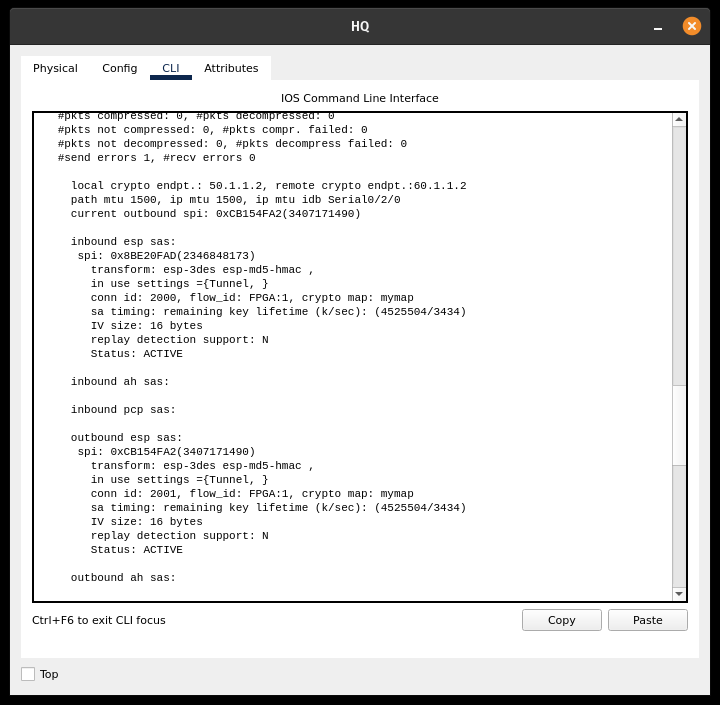 HQ
Physical
Config
CLI
Attributes
IOS Command Line Interface
#pkts compressed: 0, #pkts decompressed: 0
#pkts not compressed: 0, #pkts compr. failed: 0
#pkts not decompressed: 0, #pkts decompress failed: 0
#send errors 1, #recv errors 0
local crypto endpt.: 50.1.1.2, remote crypto endpt.:60.1.1.2
path mtu 1500, ip mtu 1500, ip mtu idb Serial0/2/0
current outbound spi: 0xCB154FA2(3407171490)
inbound esp sas:
spi: 0x8BE20FAD(2346848173)
transform: esp-3des esp-md5-hmac ,
in use settings ={Tunnel, }
conn id: 2000, flow_id: FPGA:1, crypto map: mymap
sa timing: remaining key lifetime (k/sec): (4525504/3434)
IV size: 16 bytes
replay detection support: N
Status: ACTIVE
inbound ah sas:
inbound pcp sas:
outbound esp sas:
spi: 0xCB154FA2(3407171490)
transform: esp-3des esp-md5-hmac ,
in use settings ={Tunnel, }
conn id: 2001, flow_id: FPGA:1, crypto map: mymap
sa timing: remaining key lifetime (k/sec): (4525504/3434)
IV size: 16 bytes
replay detection support: N
Status: ACTIVE
outbound ah sas:
Ctrl+F6 to exit CLI focus
Copy
Paste
Top